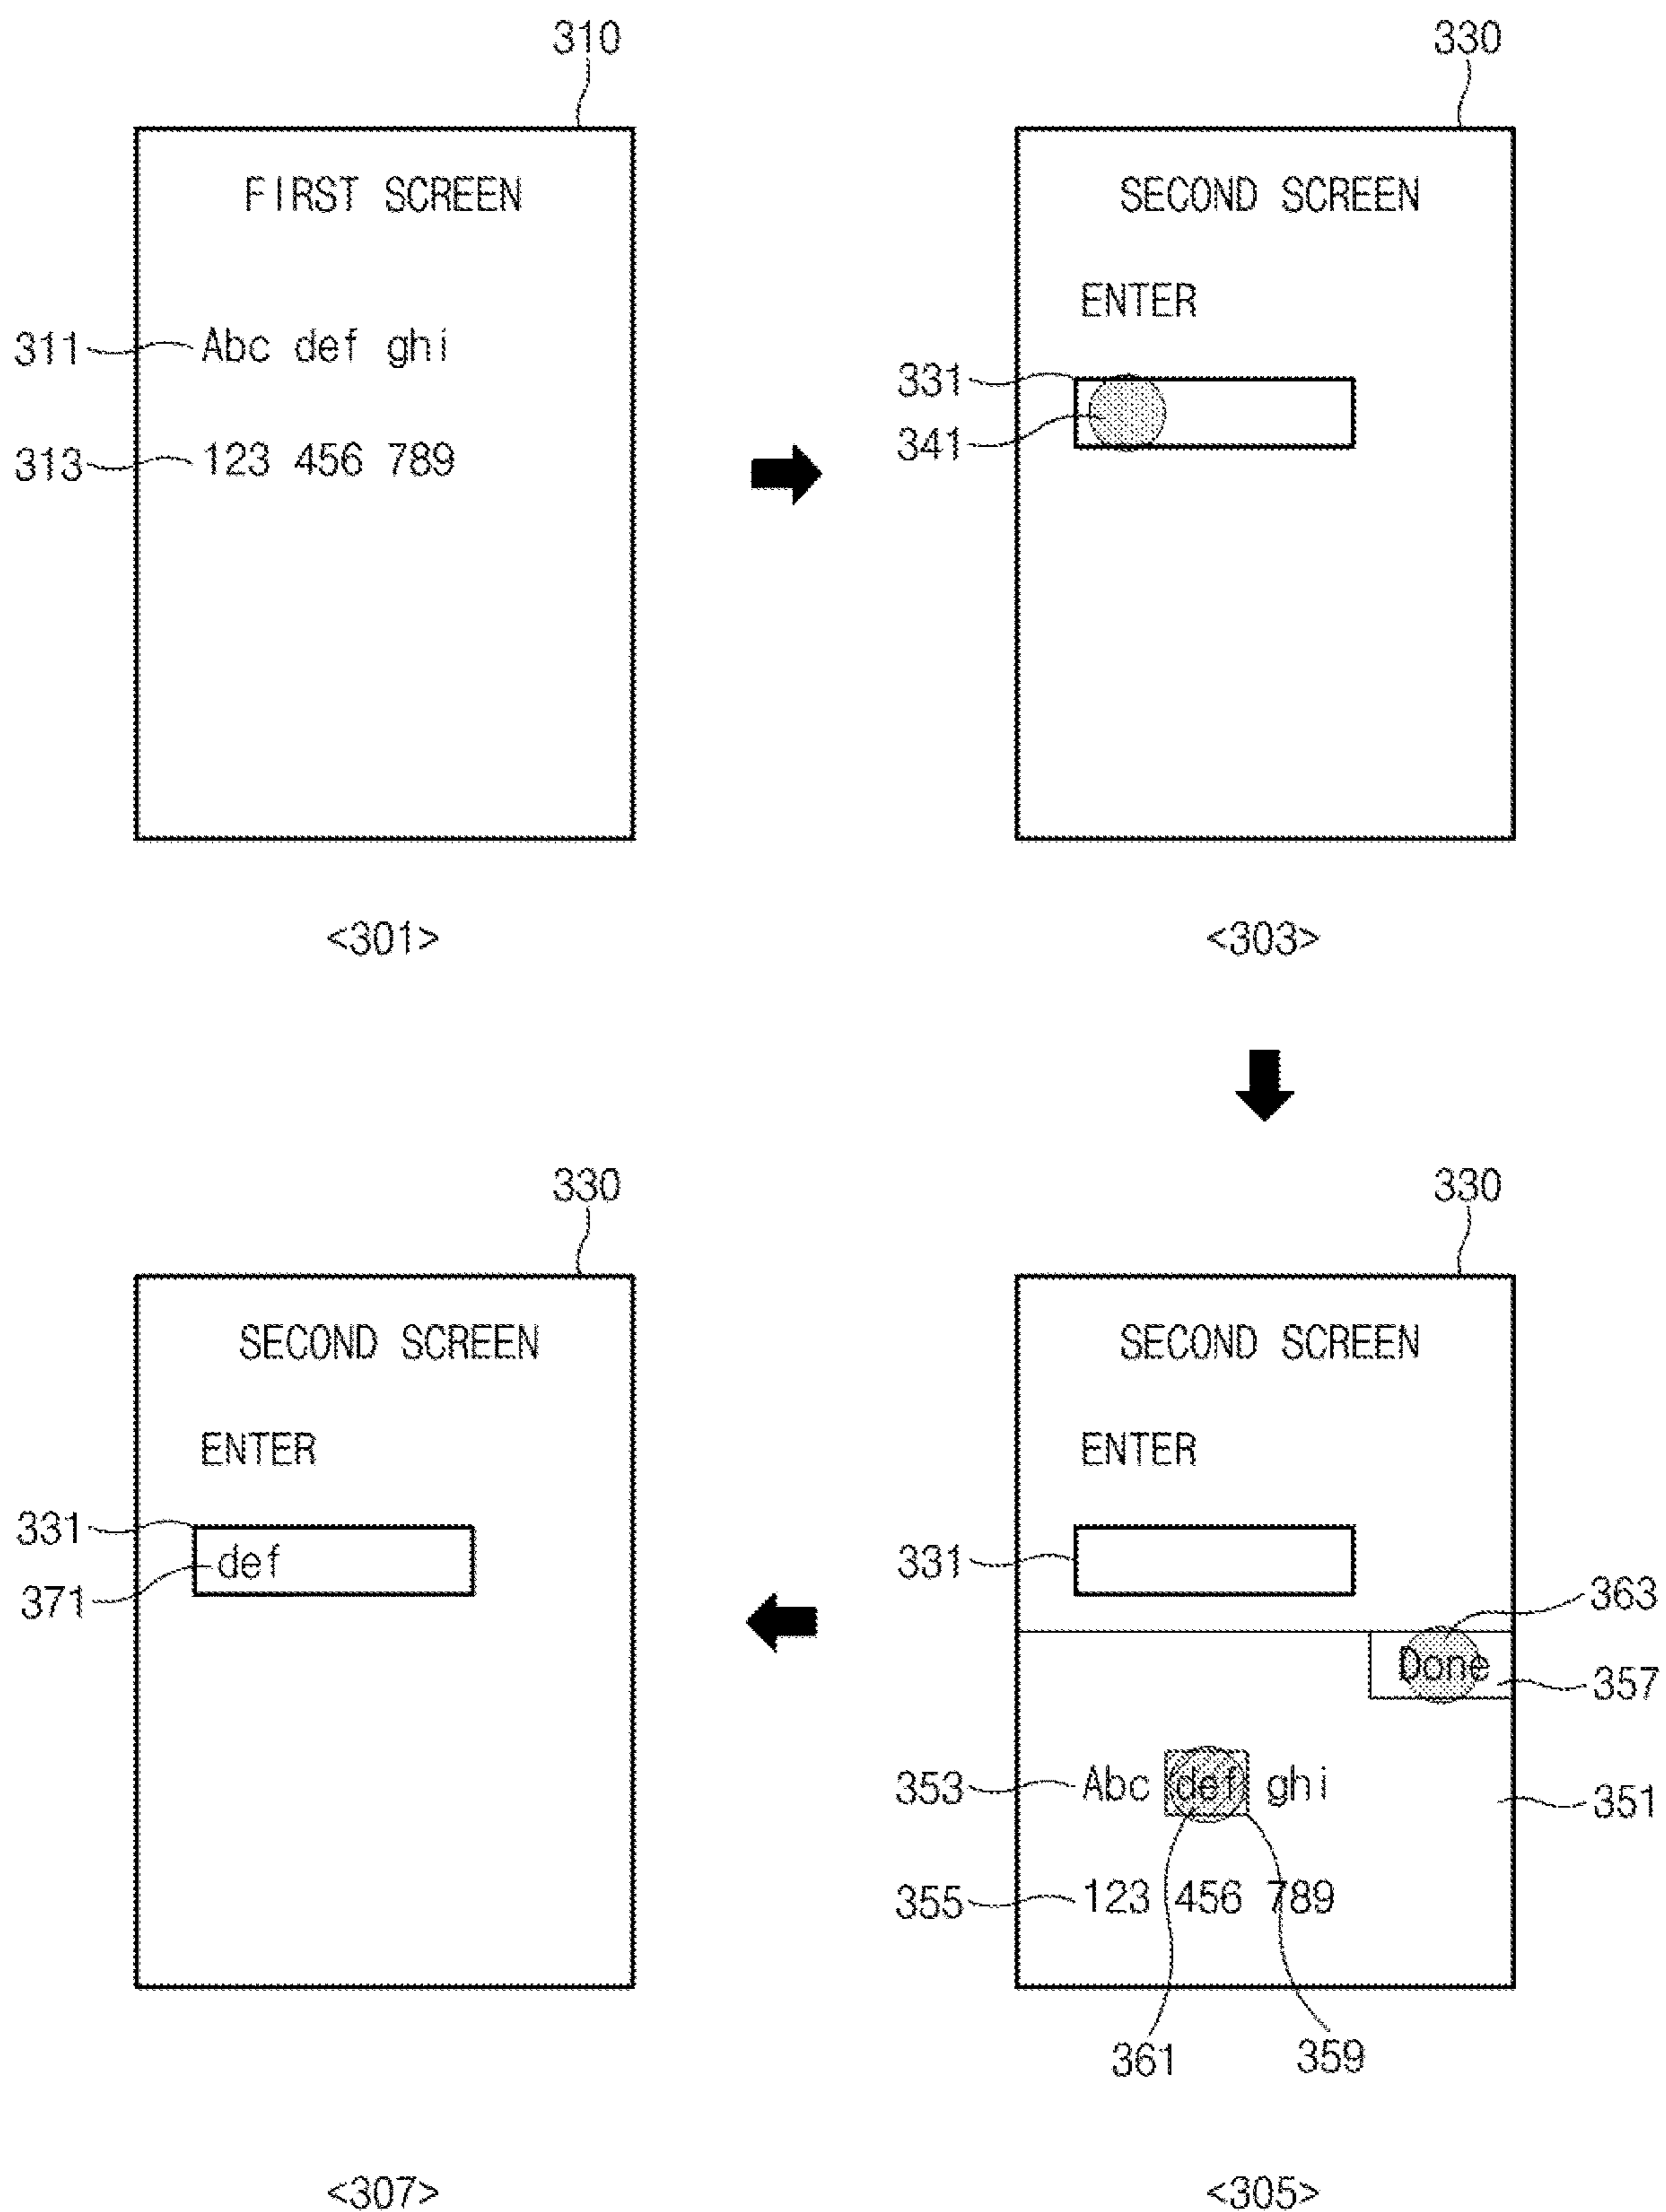 310
FIRST SCREEN
311
Abc def ghi
313
123 456 789
<301>
330
SECOND SCREEN
ENTER
331
341
<303>
330
SECOND SCREEN
ENTER
331
def
371
<307>
330
SECOND SCREEN
ENTER
331
363
Done
357
353
Abc def ghi
351
355
123 456 789
361
359
<305>